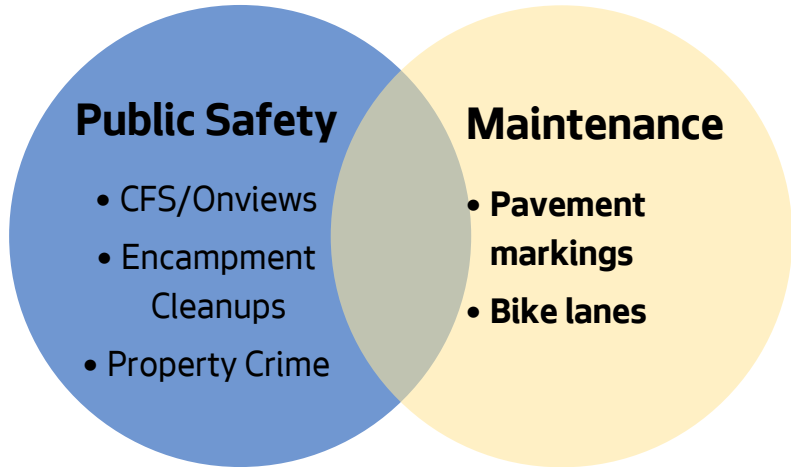 Public Safety
• CFS/Onviews
• Encampment
Cleanups
• Property Crime
Maintenance
• Pavement
markings
• Bike lanes